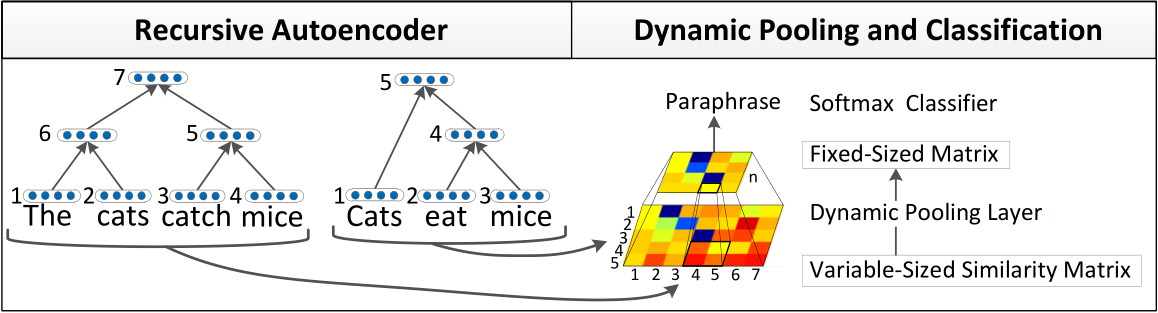 Recursive Autoencoder
Dynamic Pooling and Classification
7
6 5
1 2 3 4
The cats catch mice
5
4
1 2 3
Cats eat mice
Paraphrase
n
1
2
3
4
5
1 2 3 4 5 6 7
Softmax Classifier
Fixed-Sized Matrix
Dynamic Pooling Layer
Variable-Sized Similarity Matrix